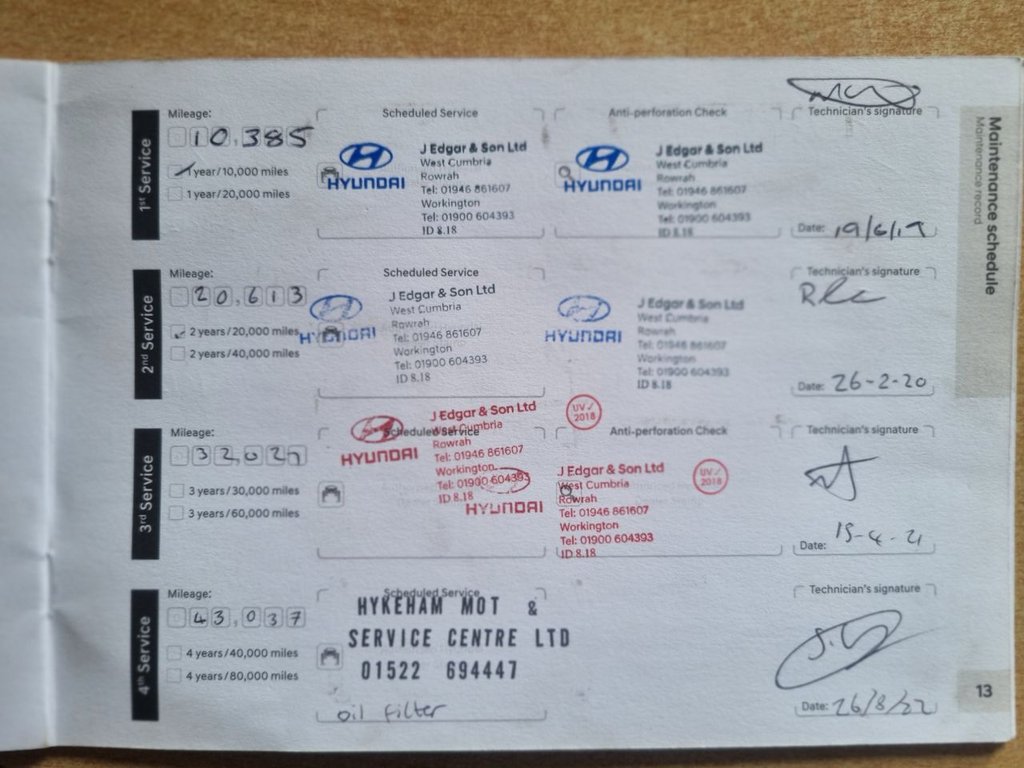 Maintenance schedule
Maintenance record
1st Service
Mileage:
10,385
1 year/10,000 miles
1 year/20,000 miles
Scheduled Service
HYUNDAI
J Edgar & Son Ltd
West Cumbria
Rowrah
Tel: 01946 861607
Workington
Tel: 01900 604393
ID 8.18
Anti-perforation Check
HYUNDAI
J Edgar & Son Ltd
West Cumbria
Rowrah
Tel: 01946 861607
Workington
Tel: 01900 604393
ID 8.18
Technician's signature
Date: 19/6/19
2nd Service
Mileage:
20,613
2 years/20,000 miles
2 years/40,000 miles
Scheduled Service
HYUNDAI
J Edgar & Son Ltd
West Cumbria
Rowrah
Tel: 01946 861607
Workington
Tel: 01900 604393
ID 8.18
HYUNDAI
J Edgar & Son Ltd
West Cumbria
Rowrah
Tel: 01946 861607
Workington
Tel: 01900 604393
ID 8.18
Technician's signature
Date: 26-2-20
3rd Service
Mileage:
32,027
3 years/30,000 miles
3 years/60,000 miles
Scheduled Service
HYUNDAI
J Edgar & Son Ltd
West Cumbria
Rowrah
Tel: 01946 861607
Workington
Tel: 01900 604393
ID 8.18
UV✓
2018
Anti-perforation Check
HYUNDAI
J Edgar & Son Ltd
West Cumbria
Rowrah
Tel: 01946 861607
Workington
Tel: 01900 604393
ID 8.18
UV✓
2018
Technician's signature
Date: 15-4-21
4th Service
Mileage:
43,037
4 years/40,000 miles
4 years/80,000 miles
Scheduled Service
HYKEHAM MOT &
SERVICE CENTRE LTD
01522 694447
oil filter
Technician's signature
Date: 26/8/22
13